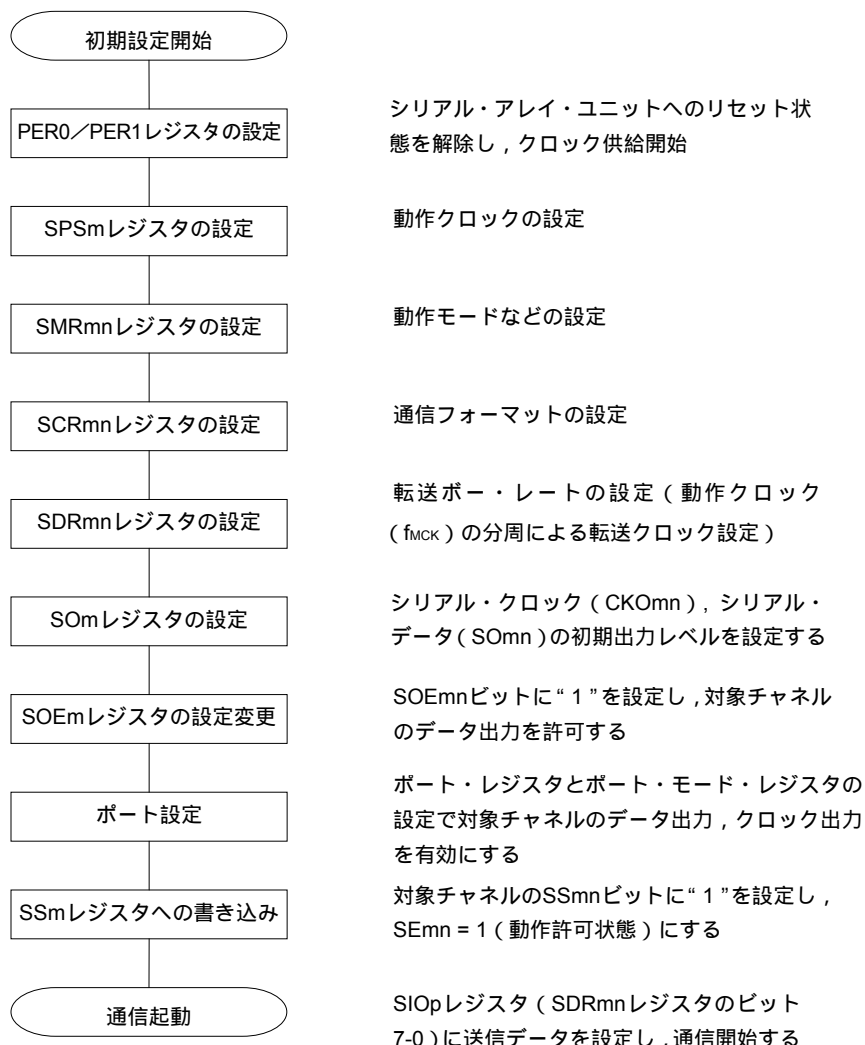 初期設定開始
PER0／PER1レジスタの設定
シリアル・アレイ・ユニットへのリセット状
態を解除し，クロック供給開始
SPSmレジスタの設定
動作クロックの設定
SMRmnレジスタの設定
動作モードなどの設定
SCRmnレジスタの設定
通信フォーマットの設定
SDRmnレジスタの設定
転送ボー・レートの設定（動作クロック
（fMCK）の分周による転送クロック設定）
SOmレジスタの設定
シリアル・クロック（CKOmn），シリアル・
データ（SOmn）の初期出力レベルを設定する
SOEmレジスタの設定変更
SOEmnビットに“1”を設定し，対象チャネル
のデータ出力を許可する
ポート設定
ポート・レジスタとポート・モード・レジスタの
設定で対象チャネルのデータ出力，クロック出力
を有効にする
SSmレジスタへの書き込み
対象チャネルのSSmnビットに“1”を設定し，
SEmn = 1（動作許可状態）にする
通信起動
SIOpレジスタ（SDRmnレジスタのビット
7-0）に送信データを設定し，通信開始する